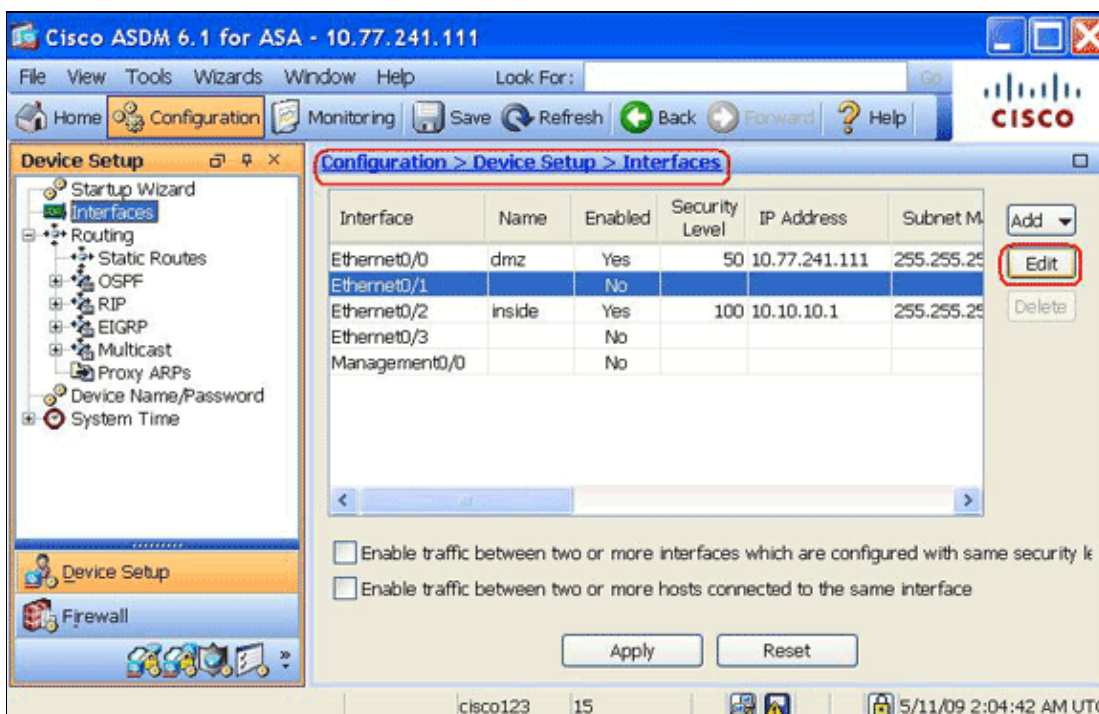 Cisco ASDM 6.1 for ASA - 10.77.241.111
File View Tools Wizards Window Help Look For: Go
Home Configuration Monitoring Save Refresh Back Forward Help
CISCO
Device Setup
Startup Wizard
Interfaces
Routing
Static Routes
OSPF
RIP
EIGRP
Multicast
Proxy ARPs
Device Name/Password
System Time
Device Setup
Firewall
Configuration > Device Setup > Interfaces
Interface Name Enabled Security Level IP Address Subnet M
Ethernet0/0 dmz Yes 50 10.77.241.111 255.255.25
Ethernet0/1 No
Ethernet0/2 inside Yes 100 10.10.10.1 255.255.25
Ethernet0/3 No
Management0/0 No
Add
Edit
Delete
Enable traffic between two or more interfaces which are configured with same security le
Enable traffic between two or more hosts connected to the same interface
Apply Reset
cisco123 15 5/11/09 2:04:42 AM UTC